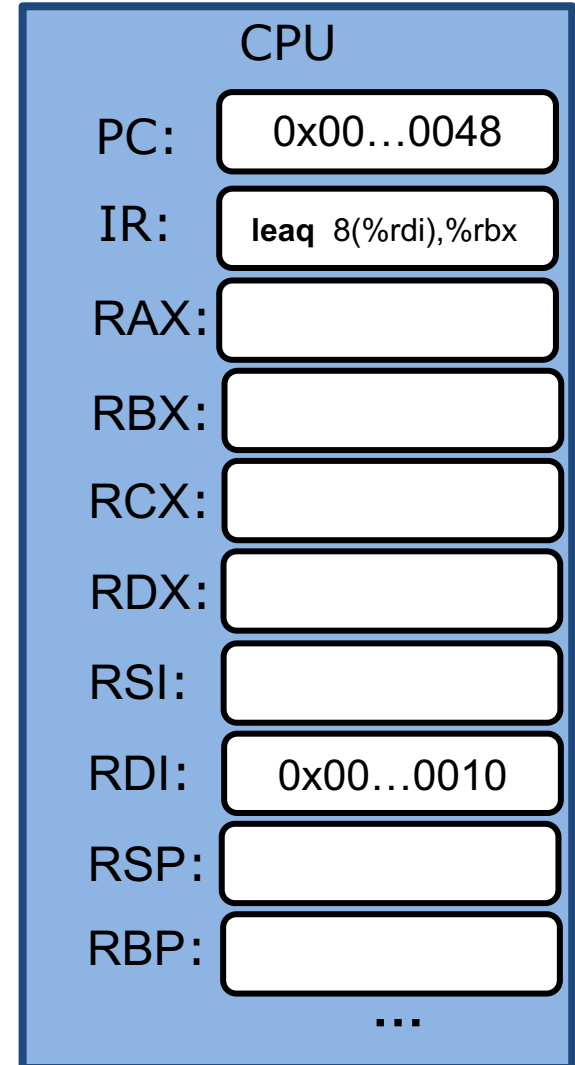 CPU
PC: 0x00...0048
IR: leaq 8(%rdi),%rbx
RAX:
RBX:
RCX:
RDX:
RSI:
RDI: 0x00...0010
RSP:
RBP:
...